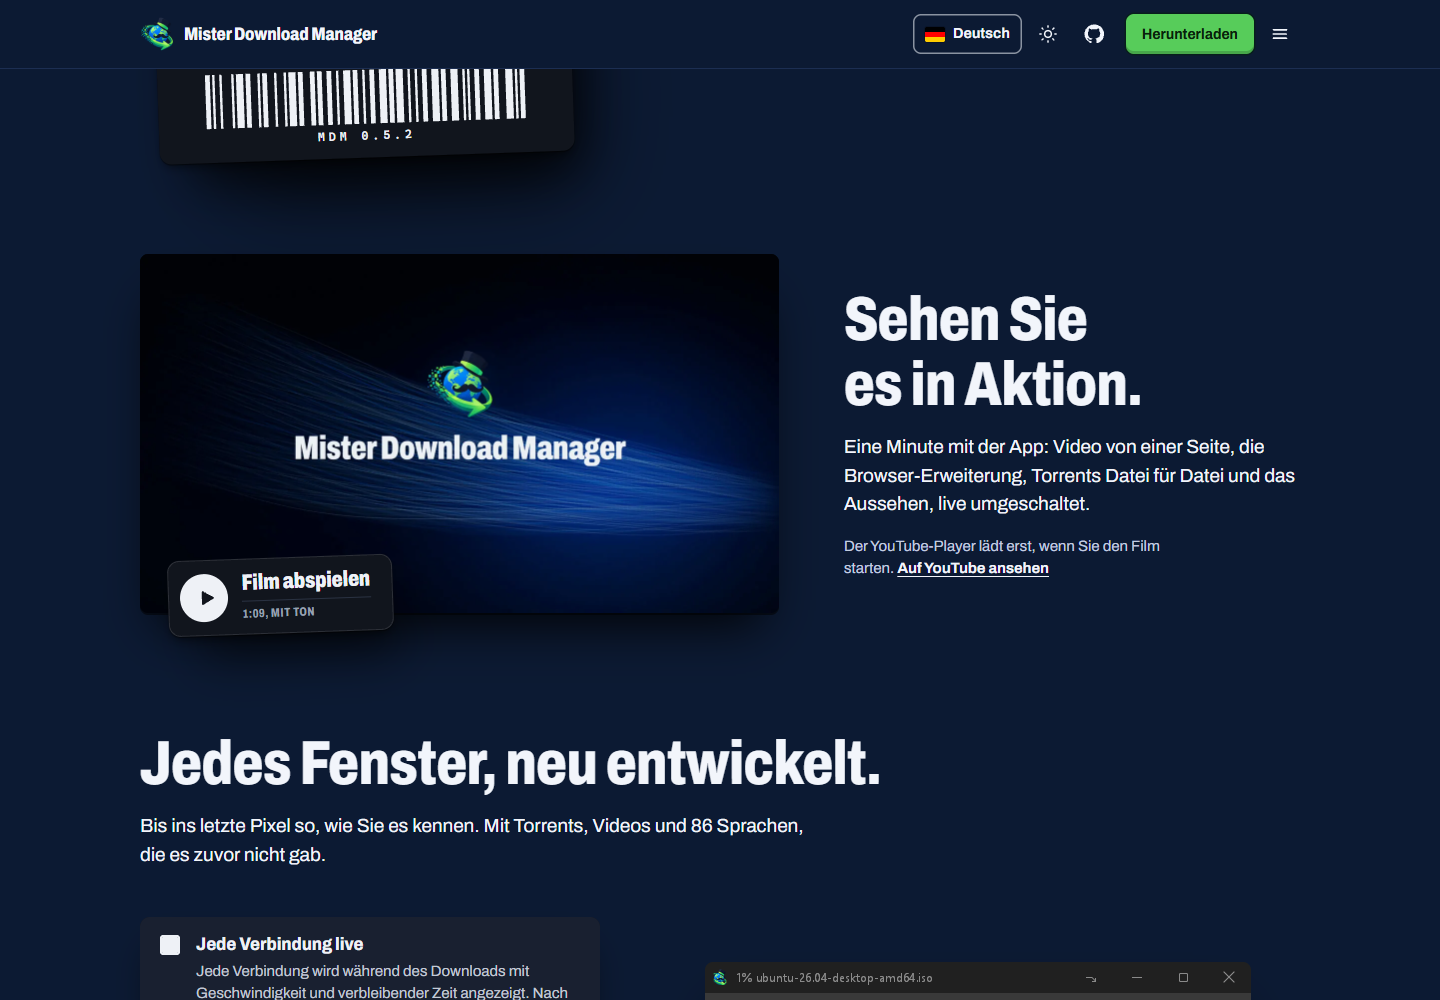 Mister Download Manager
Deutsch
Herunterladen
MDM 0.5.2
Mister Download Manager
Film abspielen
1:09, MIT TON
Sehen Sie
es in Aktion.
Eine Minute mit der App: Video von einer Seite, die
Browser-Erweiterung, Torrents Datei für Datei und das
Aussehen, live umgeschaltet.
Der YouTube-Player lädt erst, wenn Sie den Film
starten. Auf YouTube ansehen
Jedes Fenster, neu entwickelt.
Bis ins letzte Pixel so, wie Sie es kennen. Mit Torrents, Videos und 86 Sprachen,
die es zuvor nicht gab.
Jede Verbindung live
Jede Verbindung wird während des Downloads mit
Geschwindigkeit und verbleibender Zeit angezeigt. Nach
1% ubuntu-26.04-desktop-amd64.iso